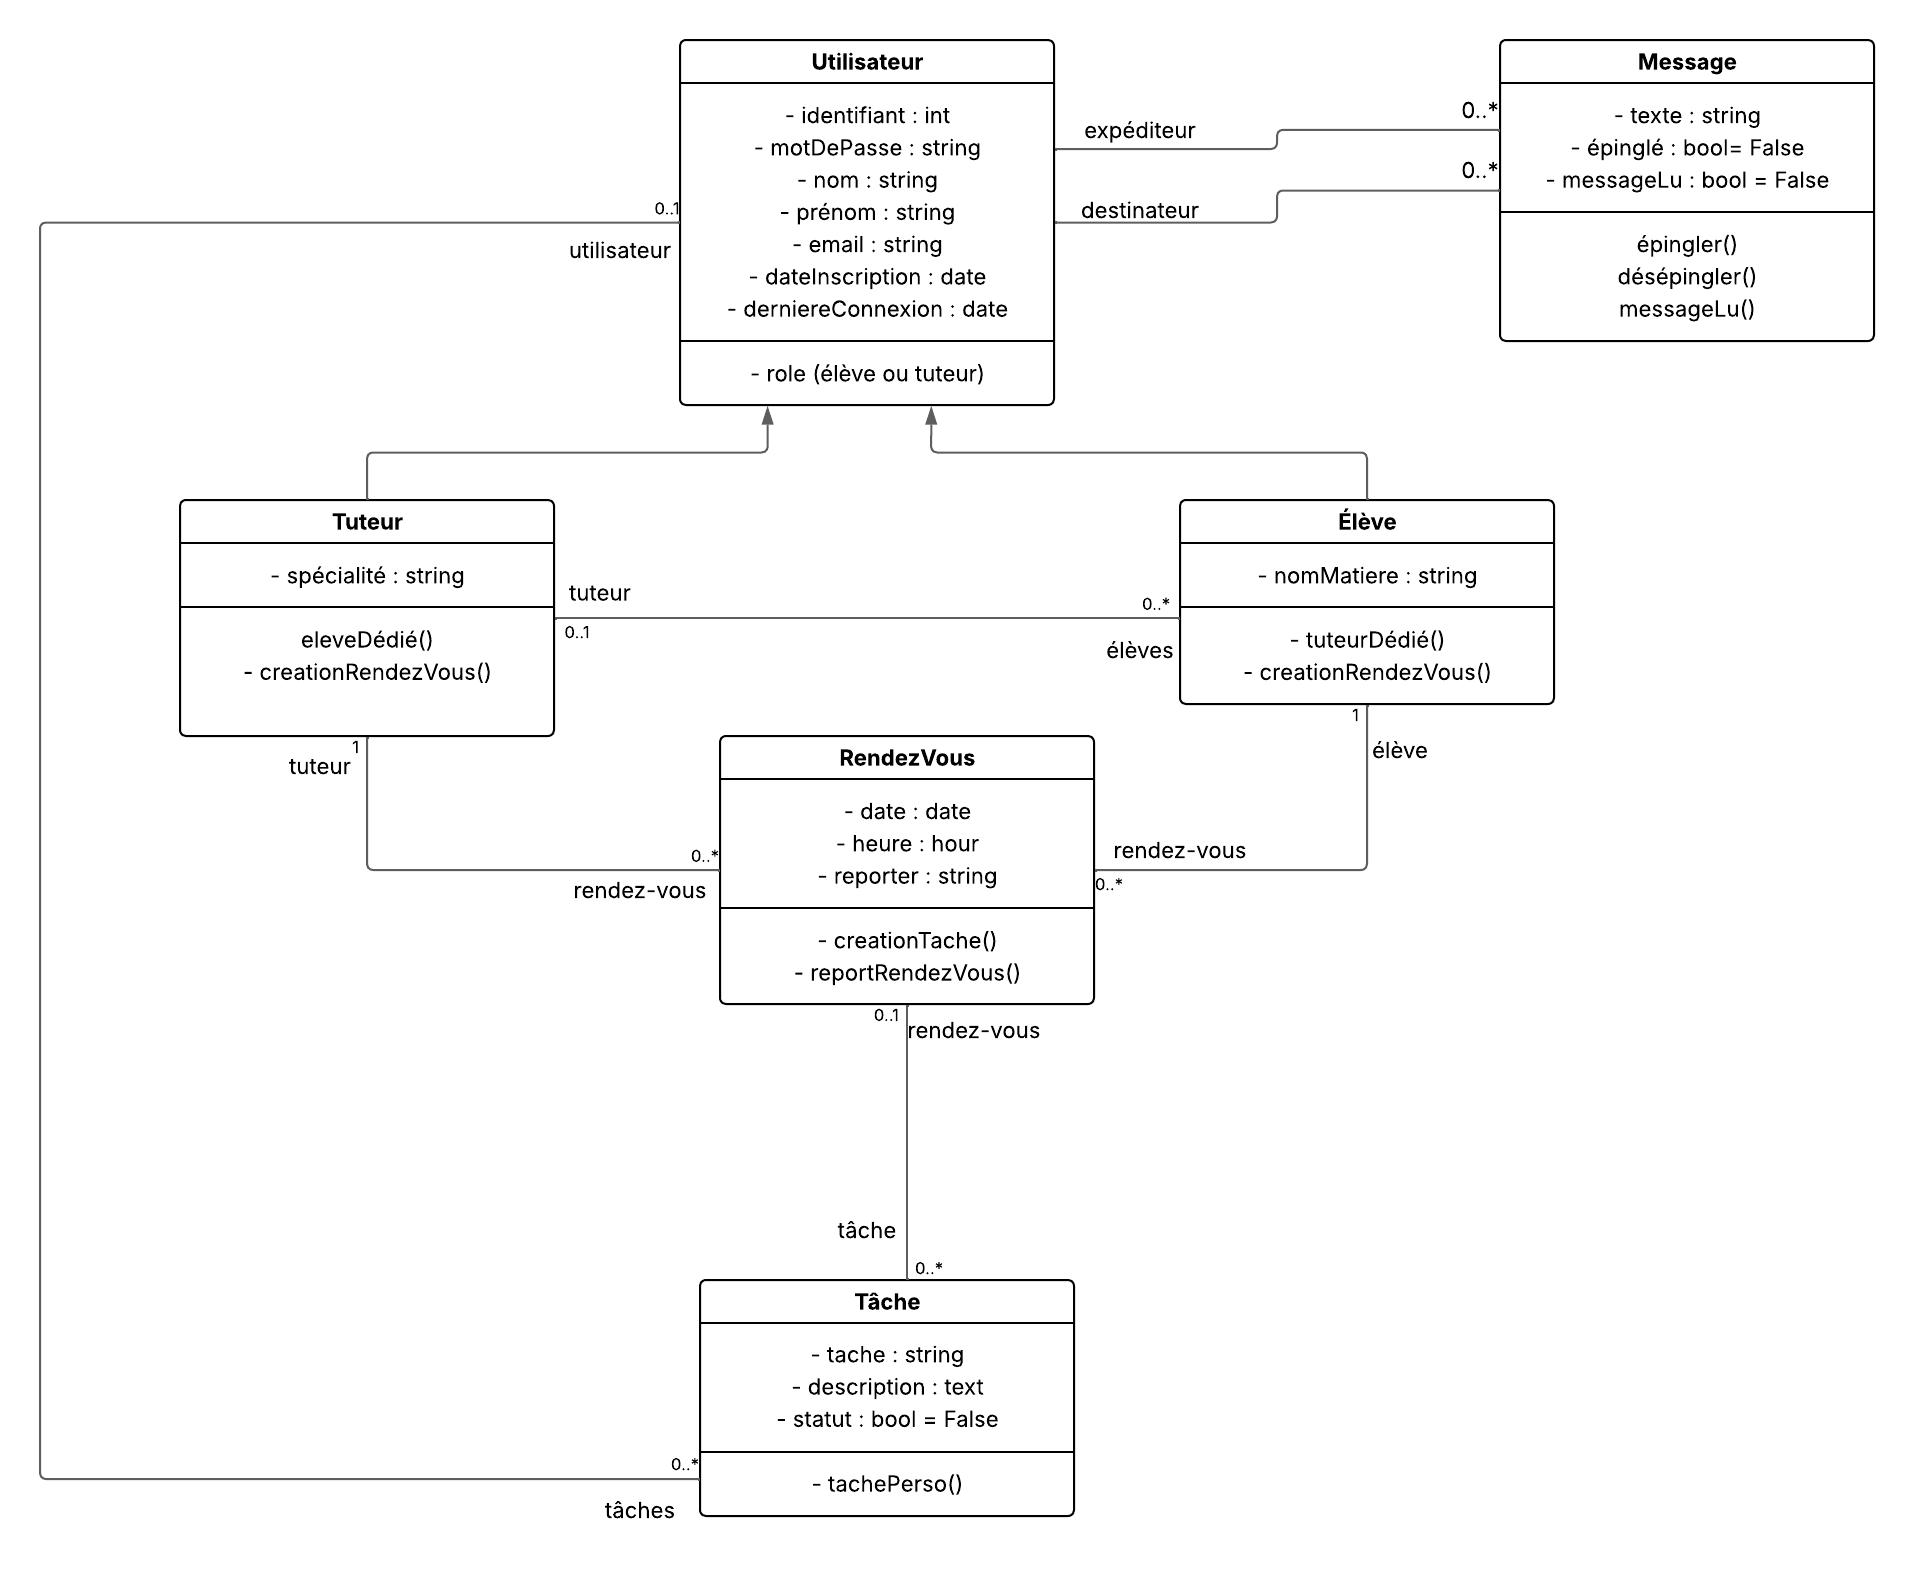 Utilisateur
- identifiant : int
- motDePasse : string
- nom : string
- prénom : string
- email : string
- dateInscription : date
- derniereConnexion : date
- role (élève ou tuteur)
Message
- texte : string
- épinglé : bool= False
- messageLu : bool = False
épingler()
désépingler()
messageLu()
expéditeur
0..*
destinateur
0..*
0..1
utilisateur
Tuteur
- spécialité : string
eleveDédié()
- creationRendezVous()
tuteur
0..1
0..*
élèves
Élève
- nomMatiere : string
- tuteurDédié()
- creationRendezVous()
1
tuteur
1
élève
RendezVous
- date : date
- heure : hour
- reporter : string
- creationTache()
- reportRendezVous()
0..*
rendez-vous
rendez-vous
0..*
0..1
rendez-vous
tâche
0..*
Tâche
- tache : string
- description : text
- statut : bool = False
- tachePerso()
0..*
tâches